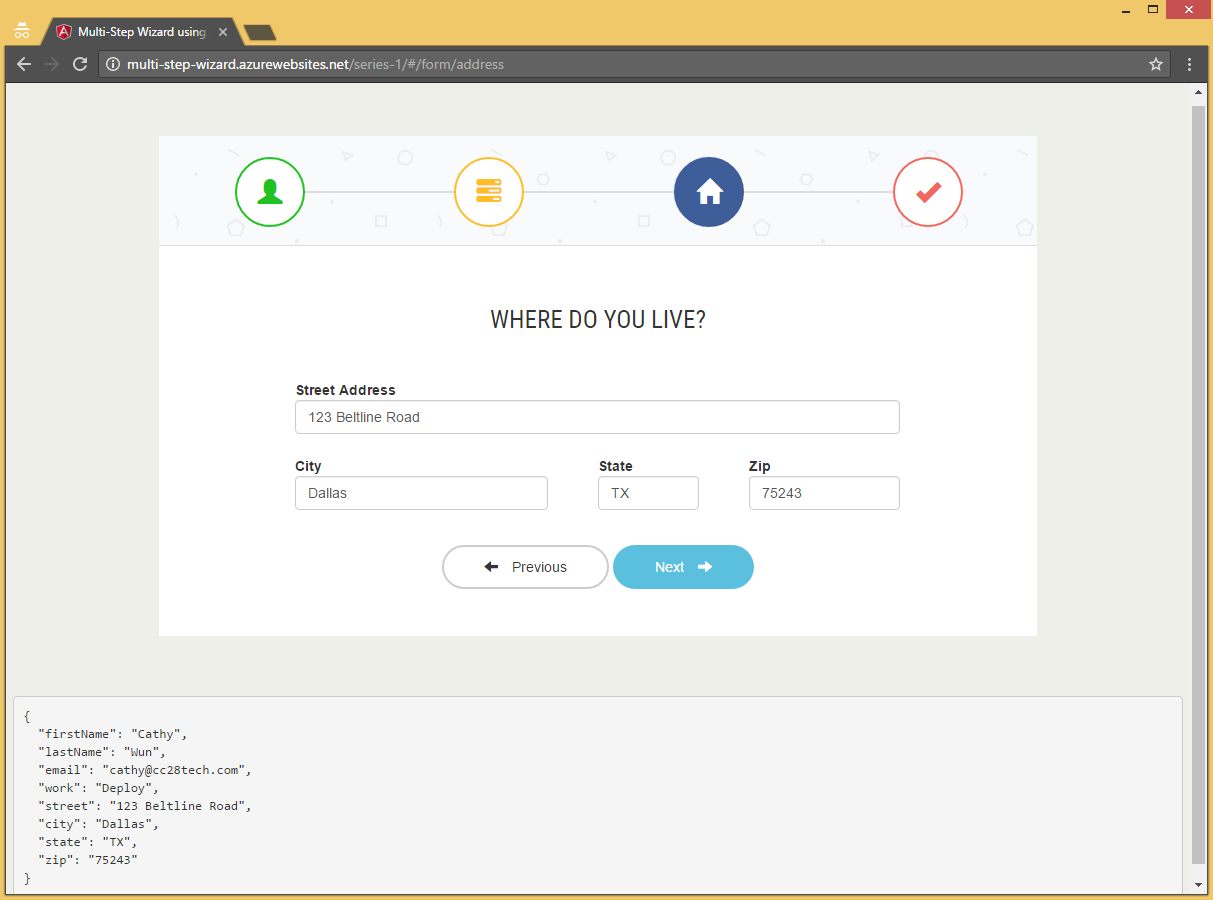 Multi-Step Wizard using
multi-step-wizard.azurewebsites.net/series-1/#/form/address
WHERE DO YOU LIVE?
Street Address
123 Beltline Road
City State Zip
Dallas TX 75243
Previous Next
{
"firstName": "Cathy",
"lastName": "Wun",
"email": "cathy@cc28tech.com",
"work": "Deploy",
"street": "123 Beltline Road",
"city": "Dallas",
"state": "TX",
"zip": "75243"
}